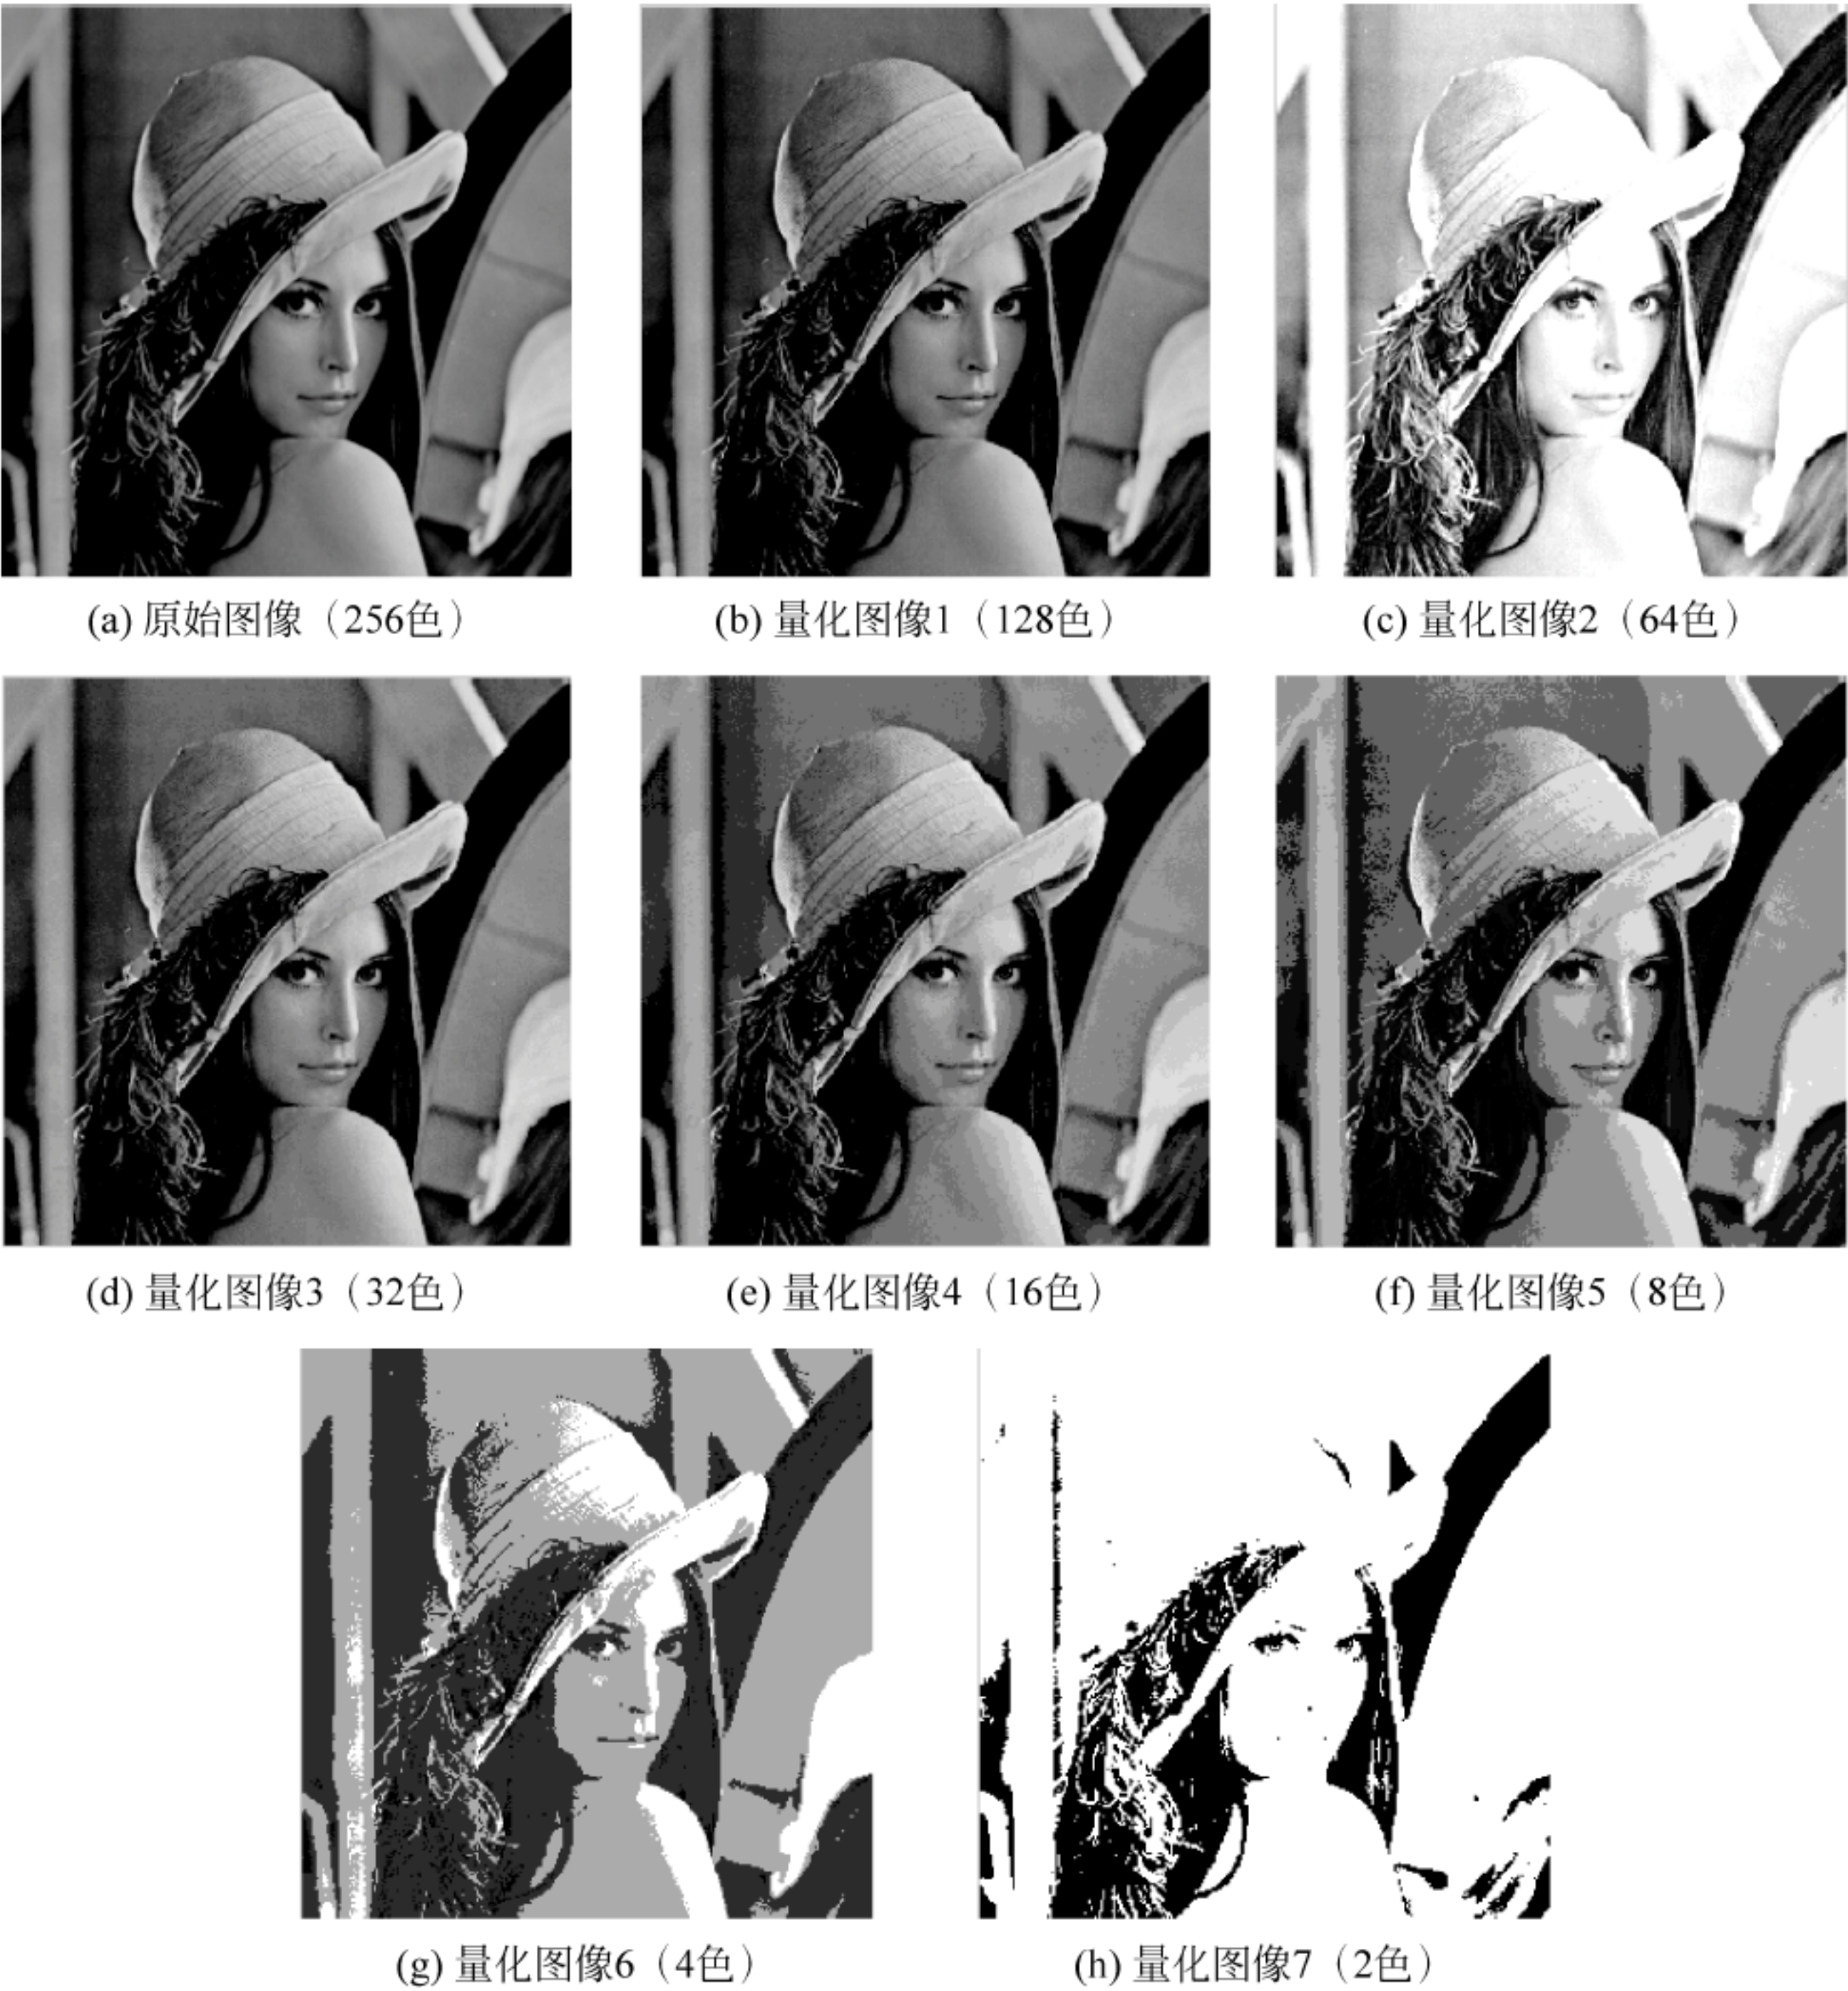 (a) 原始图像（256色）
(b) 量化图像1（128色）
(c) 量化图像2（64色）
(d) 量化图像3（32色）
(e) 量化图像4（16色）
(f) 量化图像5（8色）
(g) 量化图像6（4色）
(h) 量化图像7（2色）